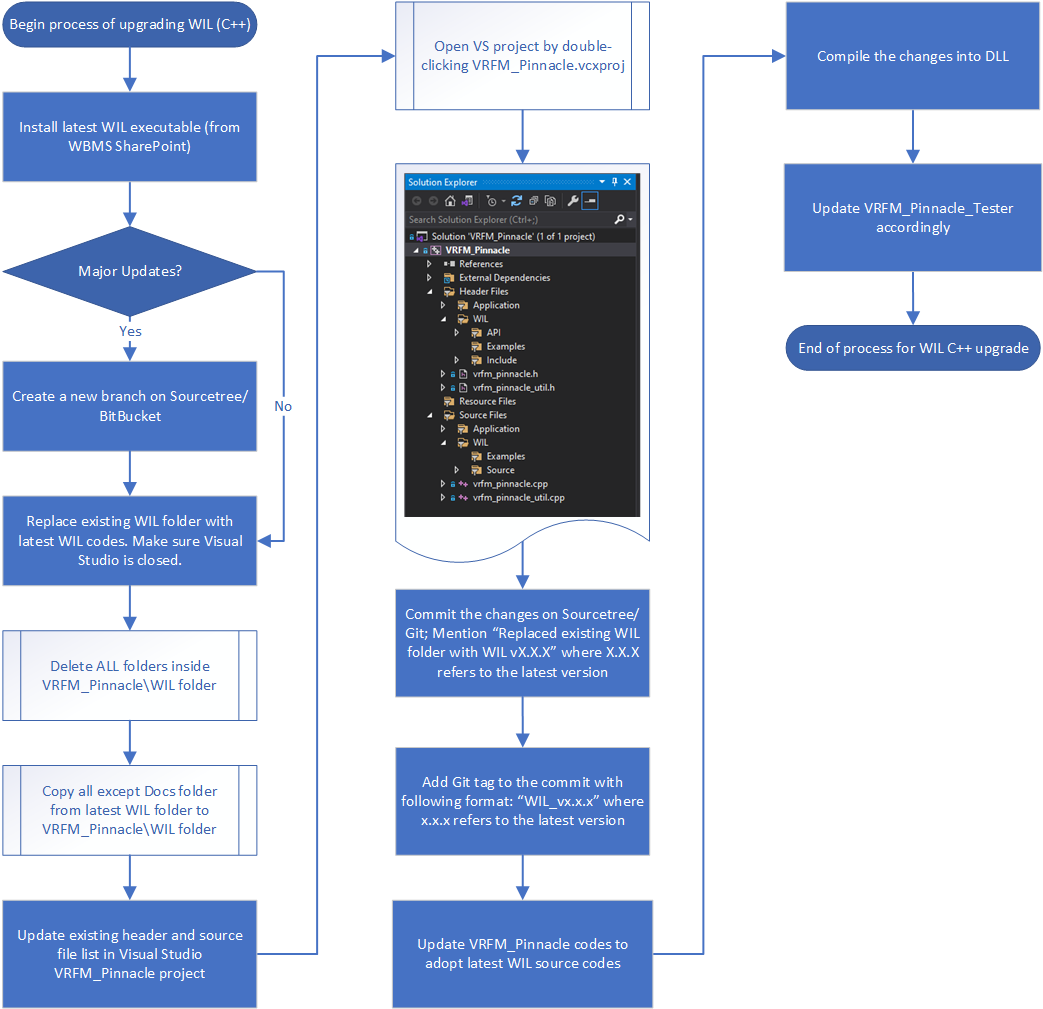 Begin process of upgrading WIL (C++)
Install latest WIL executable (from
WBMS SharePoint)
Major Updates?
Yes
No
Create a new branch on Sourcetree/
BitBucket
Replace existing WIL folder with
latest WIL codes. Make sure Visual
Studio is closed.
Delete ALL folders inside
VRFM_Pinnacle\WIL folder
Copy all except Docs folder
from latest WIL folder to
VRFM_Pinnacle\WIL folder
Update existing header and source
file list in Visual Studio
VRFM_Pinnacle project
Open VS project by double-
clicking VRFM_Pinnacle.vcxproj
Solution Explorer
Search Solution Explorer (Ctrl+;)
Solution 'VRFM_Pinnacle' (1 of 1 project)
VRFM_Pinnacle
References
External Dependencies
Header Files
Application
WIL
API
Examples
Include
vrfm_pinnacle.h
vrfm_pinnacle_util.h
Resource Files
Source Files
Application
WIL
Examples
Source
vrfm_pinnacle.cpp
vrfm_pinnacle_util.cpp
Commit the changes on Sourcetree/
Git; Mention “Replaced existing WIL
folder with WIL vX.X.X” where X.X.X
refers to the latest version
Add Git tag to the commit with
following format: “WIL_vx.x.x” where
x.x.x refers to the latest version
Update VRFM_Pinnacle codes to
adopt latest WIL source codes
Compile the changes into DLL
Update VRFM_Pinnacle_Tester
accordingly
End of process for WIL C++ upgrade